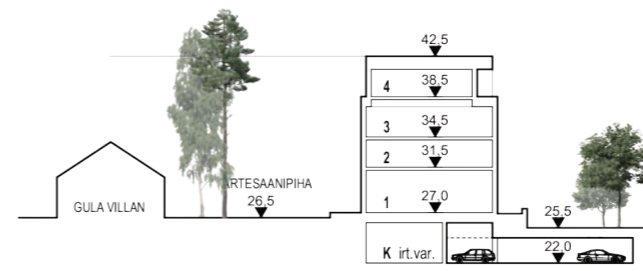 42,5
4 38,5
3 34,5
2 31,5
ARTESAANIPIHA
26,5
1 27,0
GULA VILLAN
25,5
K irt.var.
22,0